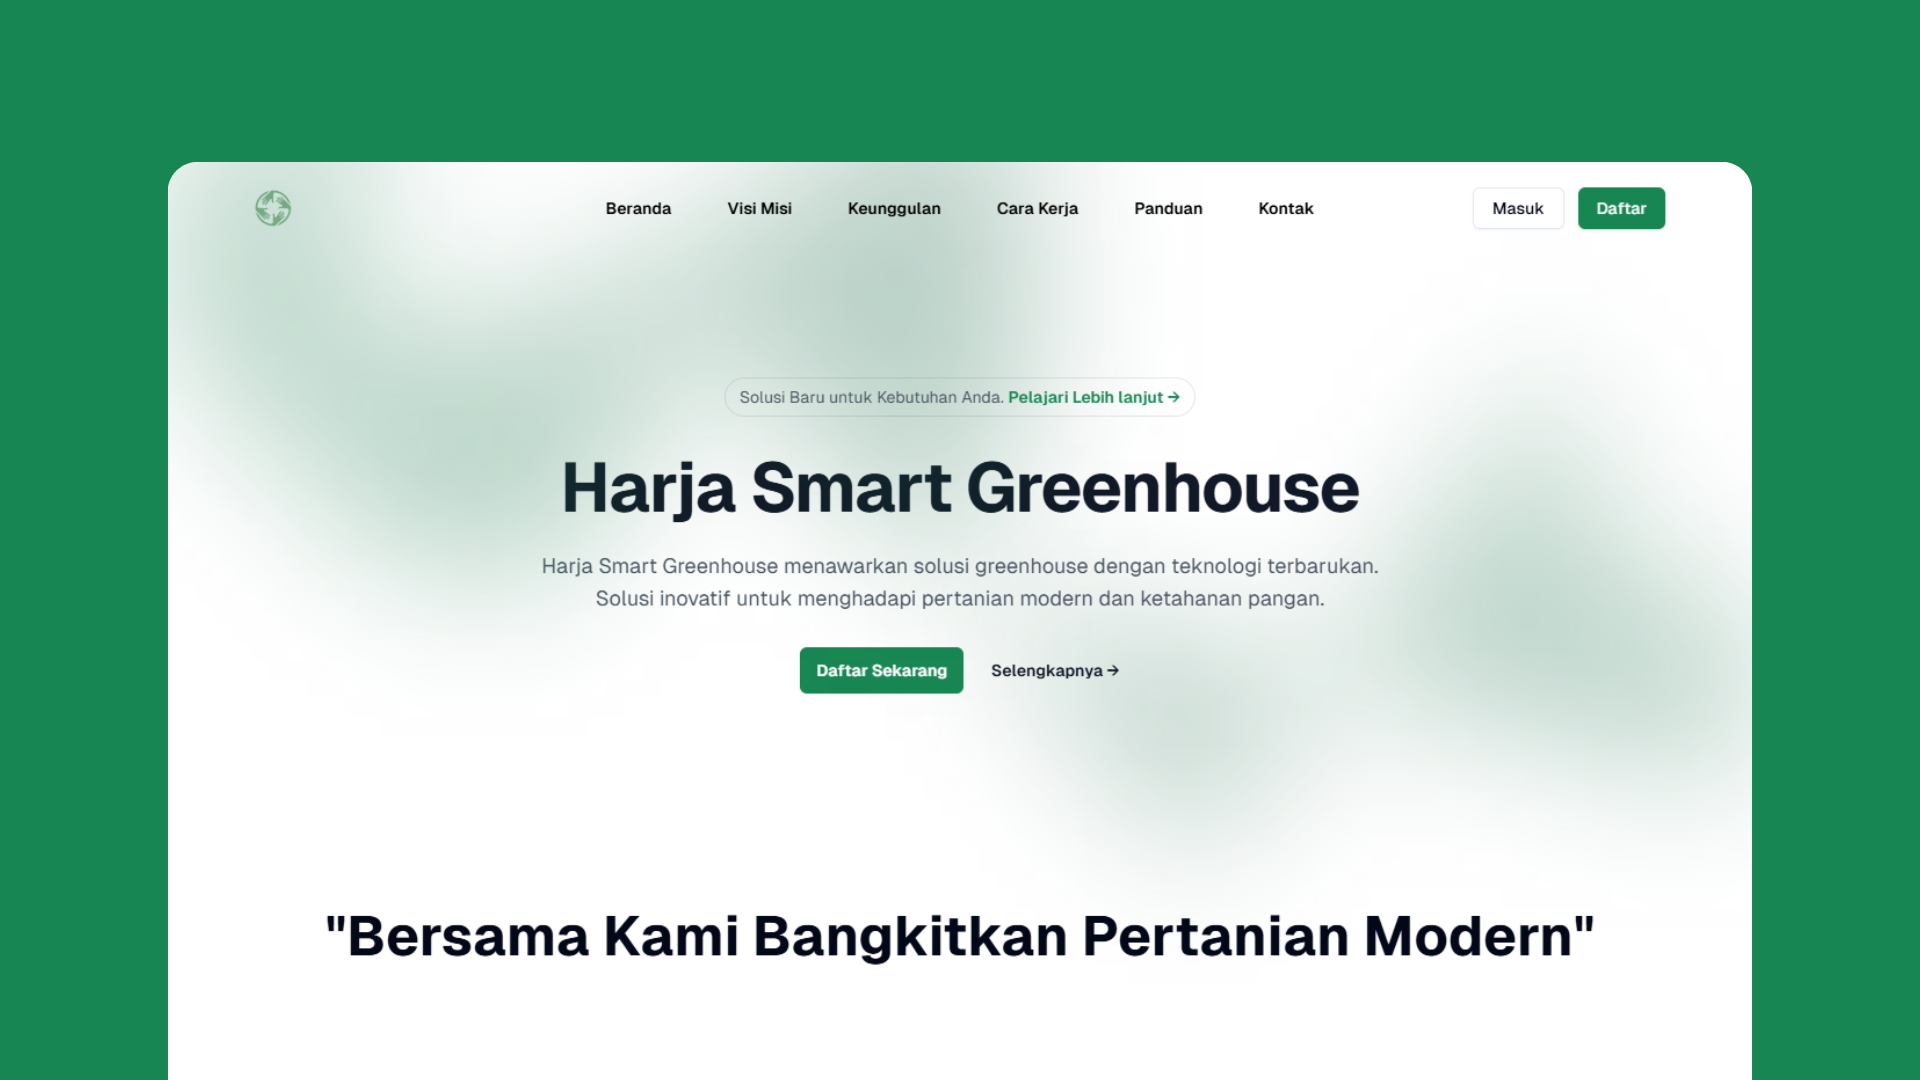 Beranda Visi Misi Keunggulan Cara Kerja Panduan Kontak Masuk Daftar
Solusi Baru untuk Kebutuhan Anda. Pelajari Lebih lanjut →
Harja Smart Greenhouse
Harja Smart Greenhouse menawarkan solusi greenhouse dengan teknologi terbarukan.
Solusi inovatif untuk menghadapi pertanian modern dan ketahanan pangan.
Daftar Sekarang Selengkapnya →
"Bersama Kami Bangkitkan Pertanian Modern"